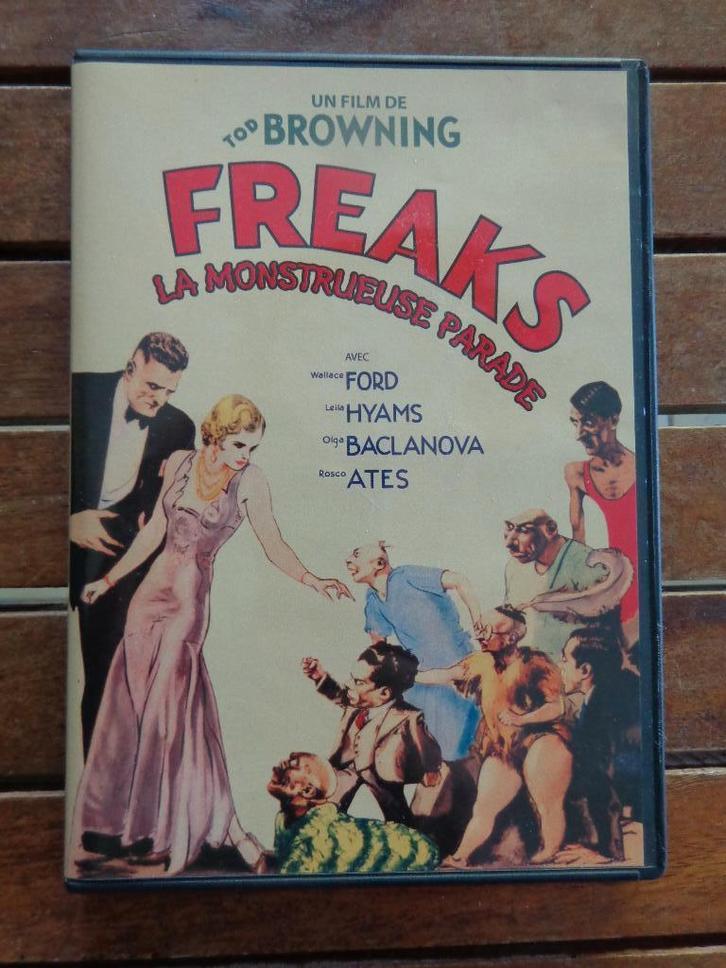 UN FILM DE
TOD BROWNING
FREAKS
LA MONSTRUEUSE PARADE
AVEC
Wallace FORD
Leila HYAMS
Olga BACLANOVA
Rosco ATES